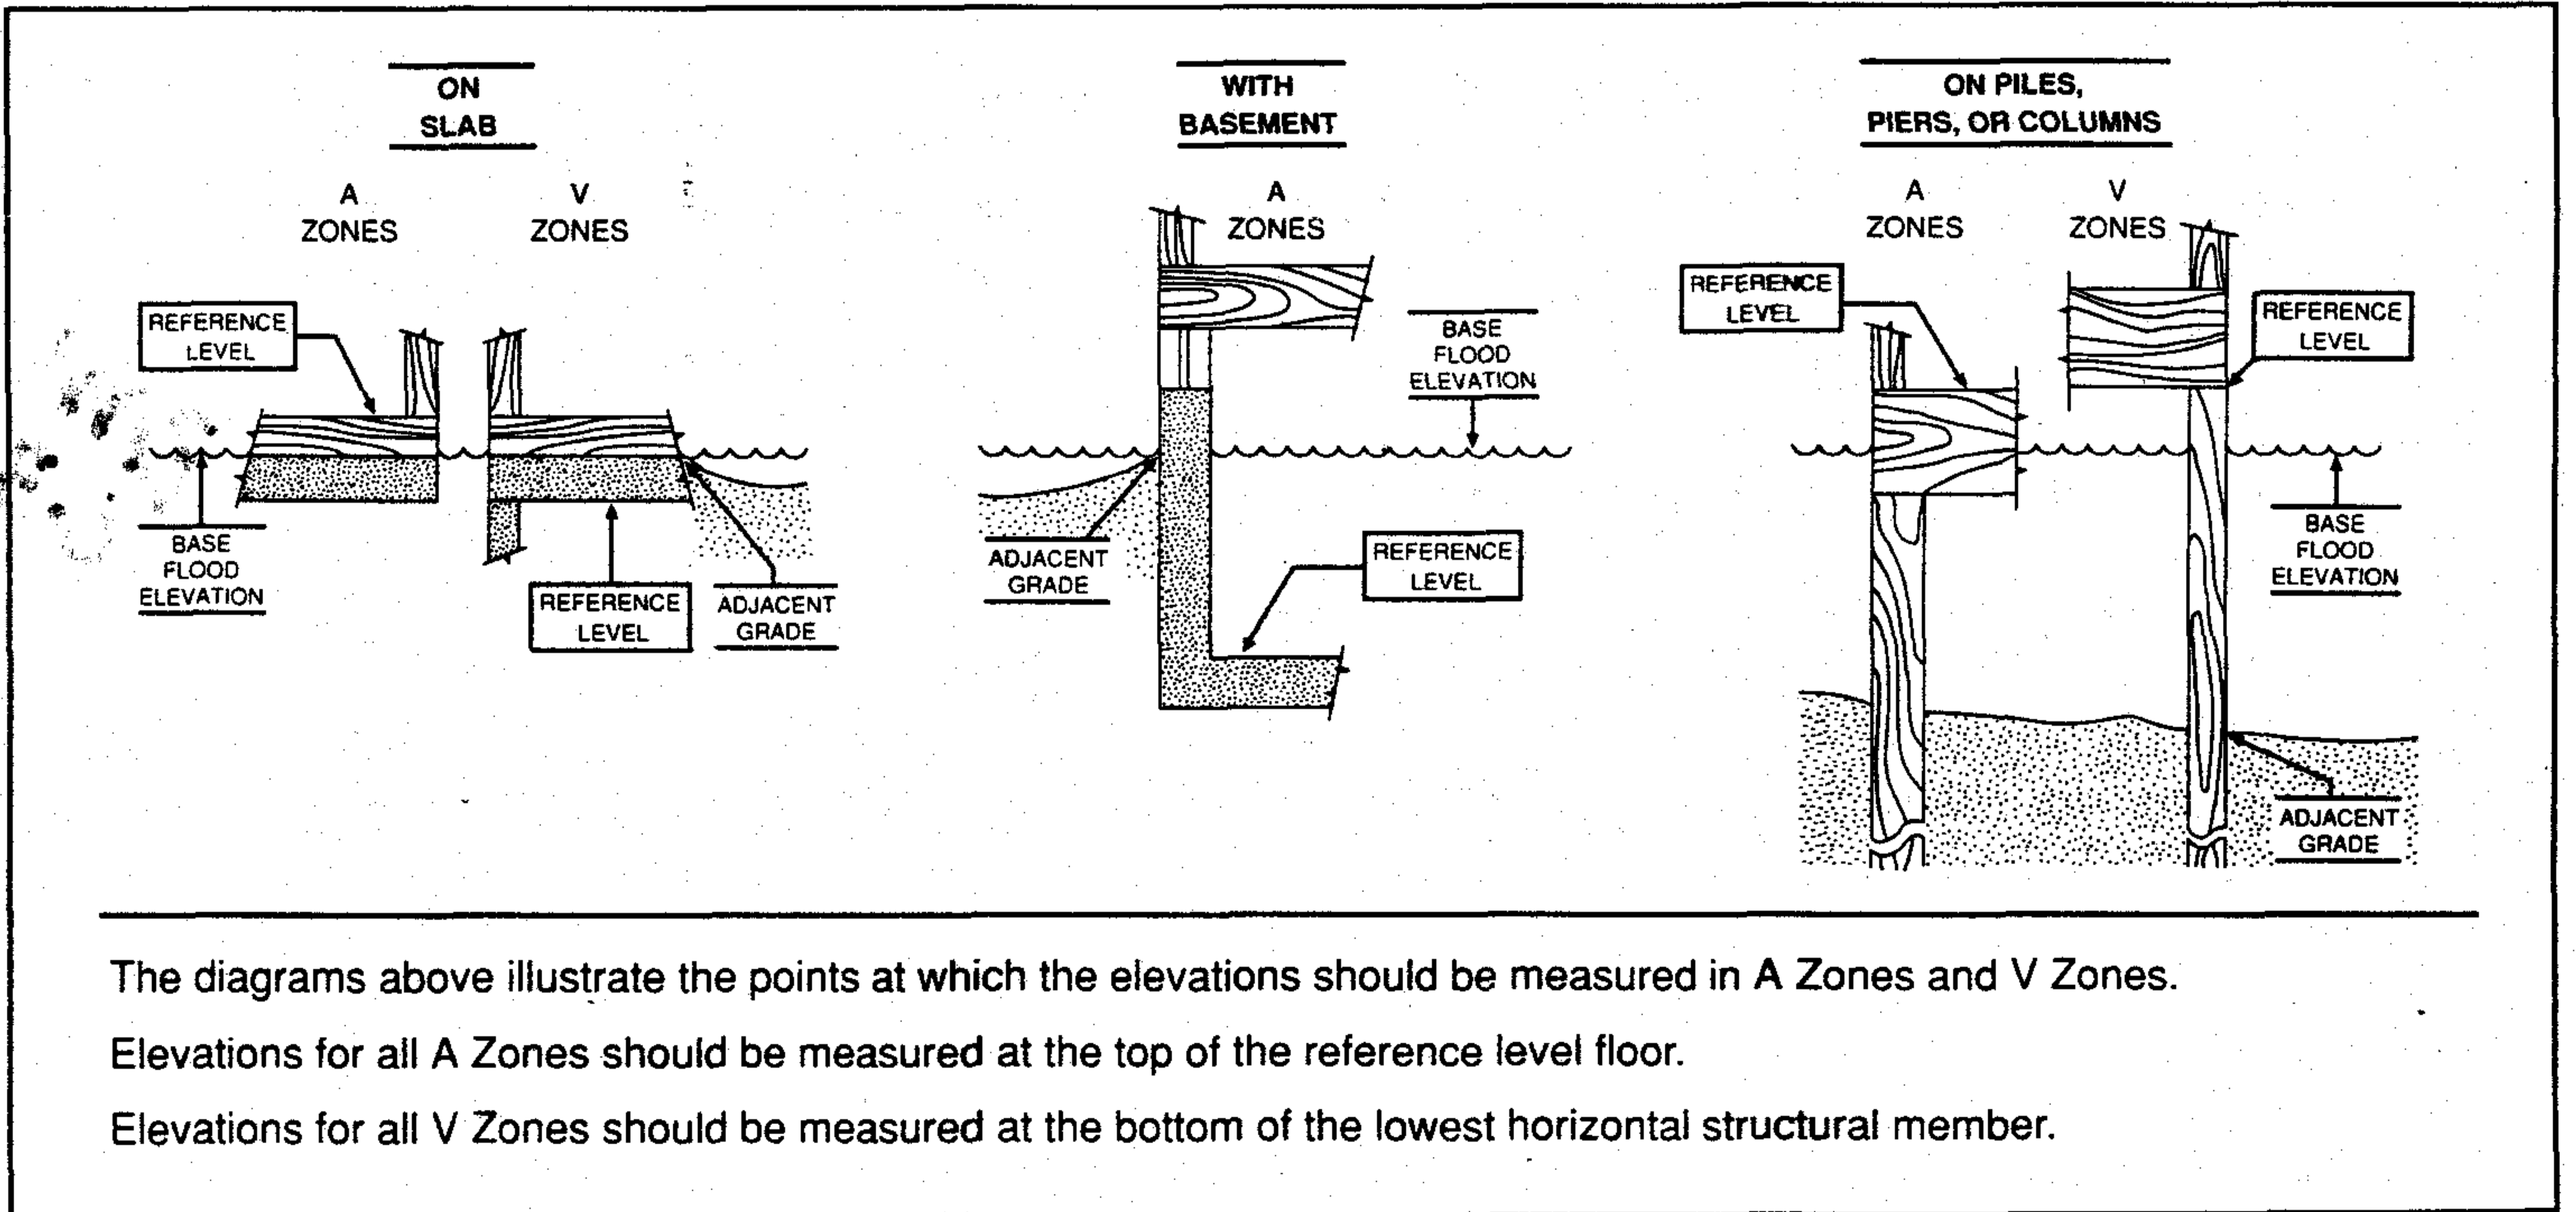 ON
SLAB
A
ZONES
V
ZONES
REFERENCE
LEVEL
BASE
FLOOD
ELEVATION
REFERENCE
LEVEL
ADJACENT
GRADE
WITH
BASEMENT
A
ZONES
BASE
FLOOD
ELEVATION
ADJACENT
GRADE
REFERENCE
LEVEL
ON PILES,
PIERS, OR COLUMNS
A
ZONES
V
ZONES
REFERENCE
LEVEL
REFERENCE
LEVEL
BASE
FLOOD
ELEVATION
ADJACENT
GRADE
The diagrams above illustrate the points at which the elevations should be measured in A Zones and V Zones.
Elevations for all A Zones should be measured at the top of the reference level floor.
Elevations for all V Zones should be measured at the bottom of the lowest horizontal structural member.